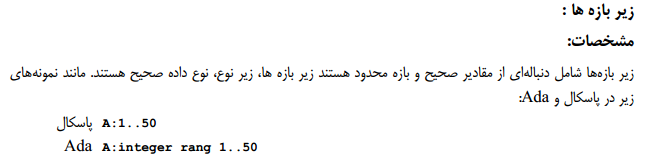 زیر بازه ها :
مشخصات:
زیر بازه‌ها شامل دنباله‌ای از مقادیر صحیح و بازه محدود هستند زیر بازه ها، زیر نوع، نوع داده صحیح هستند. مانند نمونه‌های
زیر در پاسکال و Ada:
پاسکال A:1..50
Ada A:integer rang 1..50